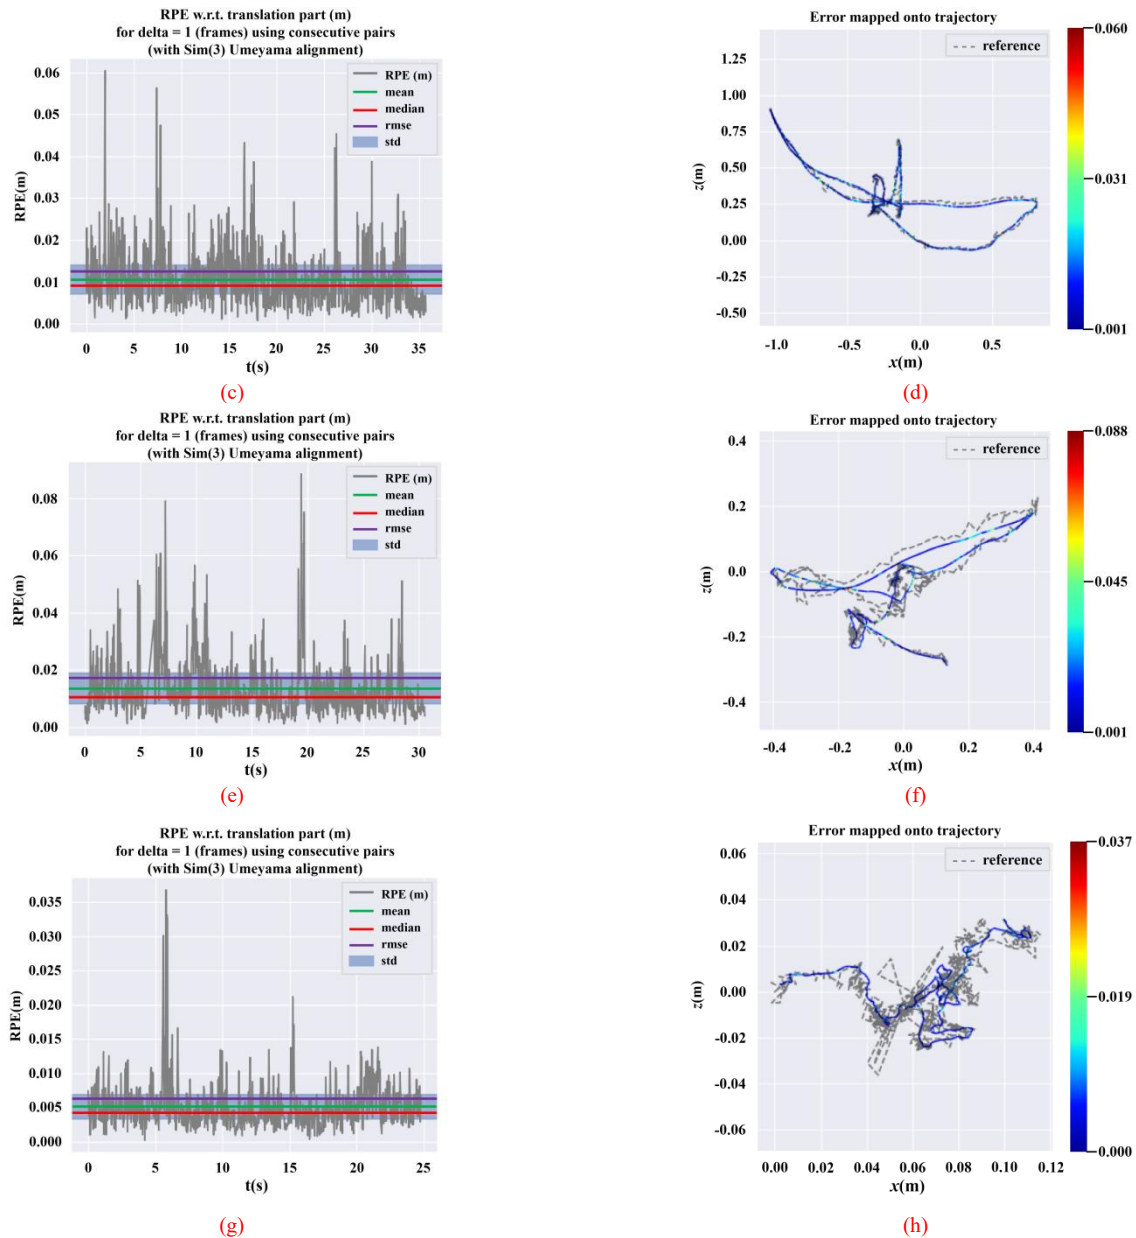 RPE w.r.t. translation part (m)
for delta = 1 (frames) using consecutive pairs
(with Sim(3) Umeyama alignment)
RPE (m)
mean
median
rmse
std
RPE(m)
0.06
0.05
0.04
0.03
0.02
0.01
0.00
0 5 10 15 20 25 30 35
t(s)
(c)
Error mapped onto trajectory
reference
z(m)
1.25
1.00
0.75
0.50
0.25
0.00
-0.25
-0.50
-1.0 -0.5 0.0 0.5
x(m)
0.060
0.031
0.001
(d)
RPE w.r.t. translation part (m)
for delta = 1 (frames) using consecutive pairs
(with Sim(3) Umeyama alignment)
RPE (m)
mean
median
rmse
std
RPE(m)
0.08
0.06
0.04
0.02
0.00
0 5 10 15 20 25 30
t(s)
(e)
Error mapped onto trajectory
reference
z(m)
0.4
0.2
0.0
-0.2
-0.4
-0.4 -0.2 0.0 0.2 0.4
x(m)
0.088
0.045
0.001
(f)
RPE w.r.t. translation part (m)
for delta = 1 (frames) using consecutive pairs
(with Sim(3) Umeyama alignment)
RPE (m)
mean
median
rmse
std
RPE(m)
0.035
0.030
0.025
0.020
0.015
0.010
0.005
0.000
0 5 10 15 20 25
t(s)
(g)
Error mapped onto trajectory
reference
z(m)
0.06
0.04
0.02
0.00
-0.02
-0.04
-0.06
0.00 0.02 0.04 0.06 0.08 0.10 0.12
x(m)
0.037
0.019
0.000
(h)